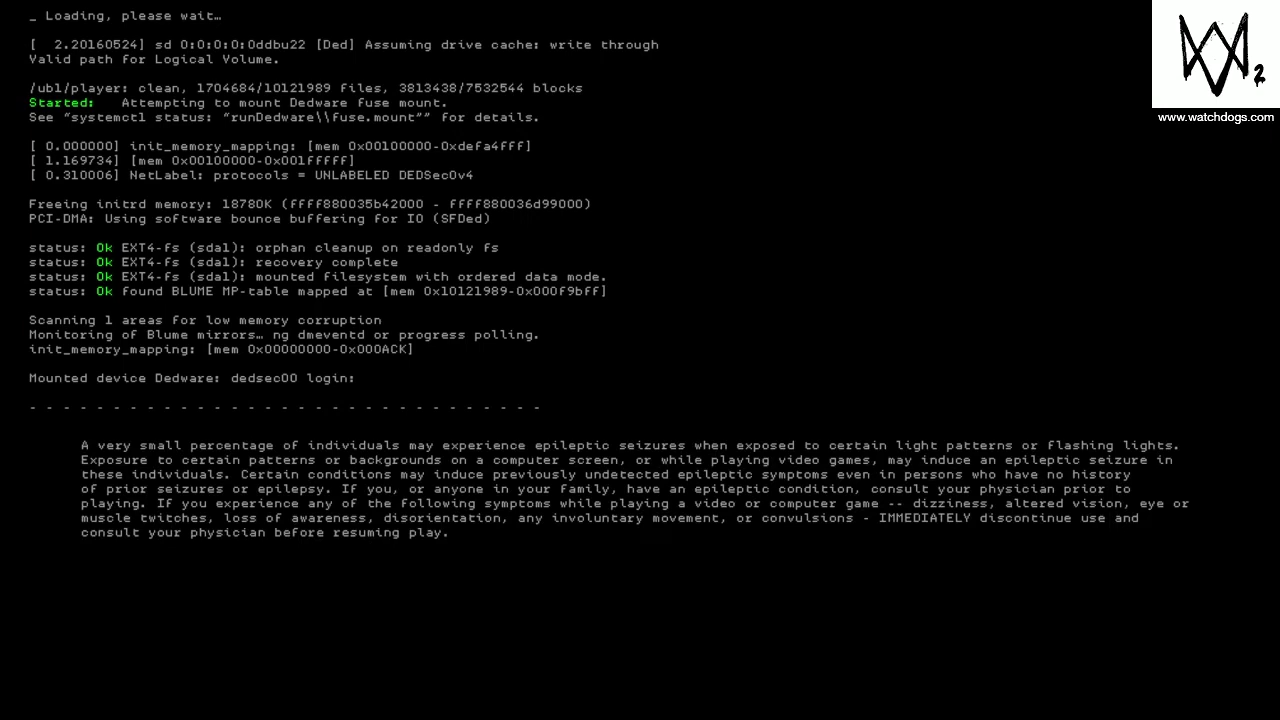 _ Loading, please wait…
[  2.20160524] sd 0:0:0:0:0ddbu22 [Ded] Assuming drive cache: write through
Valid path for Logical Volume.
/ubl/player: clean, 1704684/10121989 files, 3813438/7532544 blocks
Started:   Attempting to mount Dedware fuse mount.
See “systemctl status: “runDedware\\fuse.mount”” for details.
[ 0.000000] init_memory_mapping: [mem 0x00100000-0xdefa4fff]
[ 1.169734] [mem 0x00100000-0x001fffff]
[ 0.310006] NetLabel: protocols = UNLABELED DEDSec0v4
Freeing initrd memory: 18780K (ffff880035b42000 - ffff880036d99000)
PCI-DMA: Using software bounce buffering for IO (SFDed)
status: Ok EXT4-fs (sda1): orphan cleanup on readonly fs
status: Ok EXT4-fs (sda1): recovery complete
status: Ok EXT4-fs (sda1): mounted filesystem with ordered data mode.
status: Ok found BLUME MP-table mapped at [mem 0x10121989-0x000f9bff]
Scanning 1 areas for low memory corruption
Monitoring of Blume mirrors… ng dmeventd or progress polling.
init_memory_mapping: [mem 0x00000000-0x000ACK]
Mounted device Dedware: dedsec00 login:
- - - - - - - - - - - - - - - - - - - - - - - - - - - - - - -
A very small percentage of individuals may experience epileptic seizures when exposed to certain light patterns or flashing lights.
Exposure to certain patterns or backgrounds on a computer screen, or while playing video games, may induce an epileptic seizure in
these individuals. Certain conditions may induce previously undetected epileptic symptoms even in persons who have no history
of prior seizures or epilepsy. If you, or anyone in your family, have an epileptic condition, consult your physician prior to
playing. If you experience any of the following symptoms while playing a video or computer game -- dizziness, altered vision, eye or
muscle twitches, loss of awareness, disorientation, any involuntary movement, or convulsions - IMMEDIATELY discontinue use and
consult your physician before resuming play.
2
www.watchdogs.com